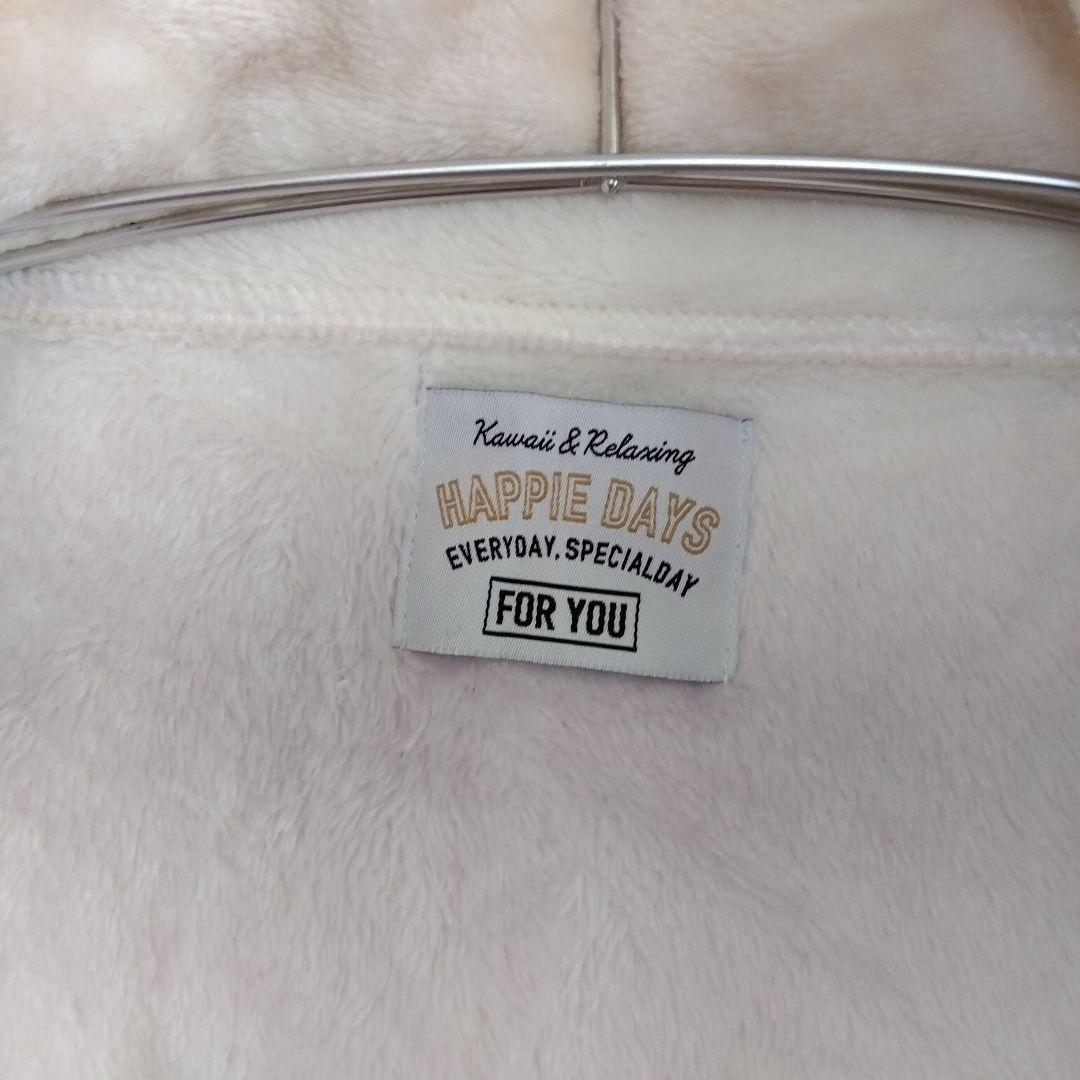 Kawaii & Relaxing
HAPPIE DAYS
EVERYDAY, SPECIALDAY
FOR YOU